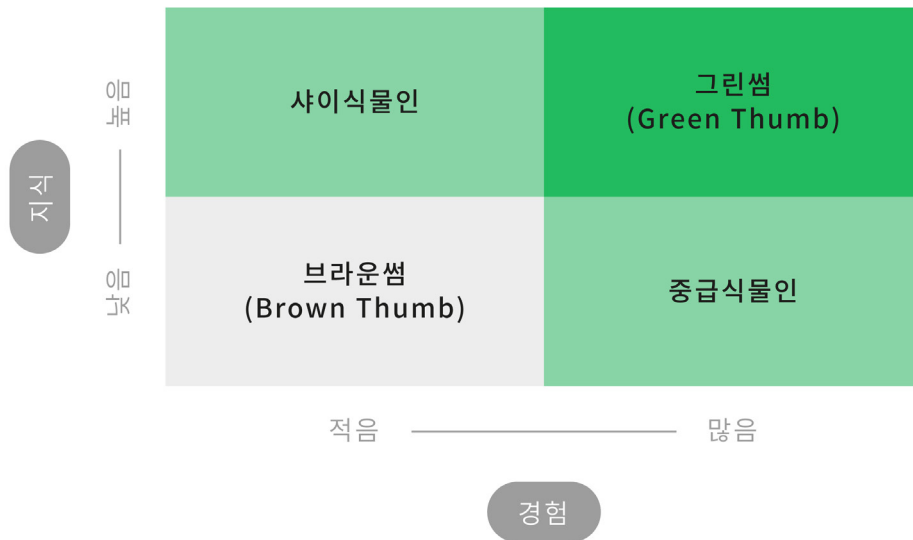 높음
지식
낮음
샤이식물인
그린썸
(Green Thumb)
브라운썸
(Brown Thumb)
중급식물인
적음
많음
경험